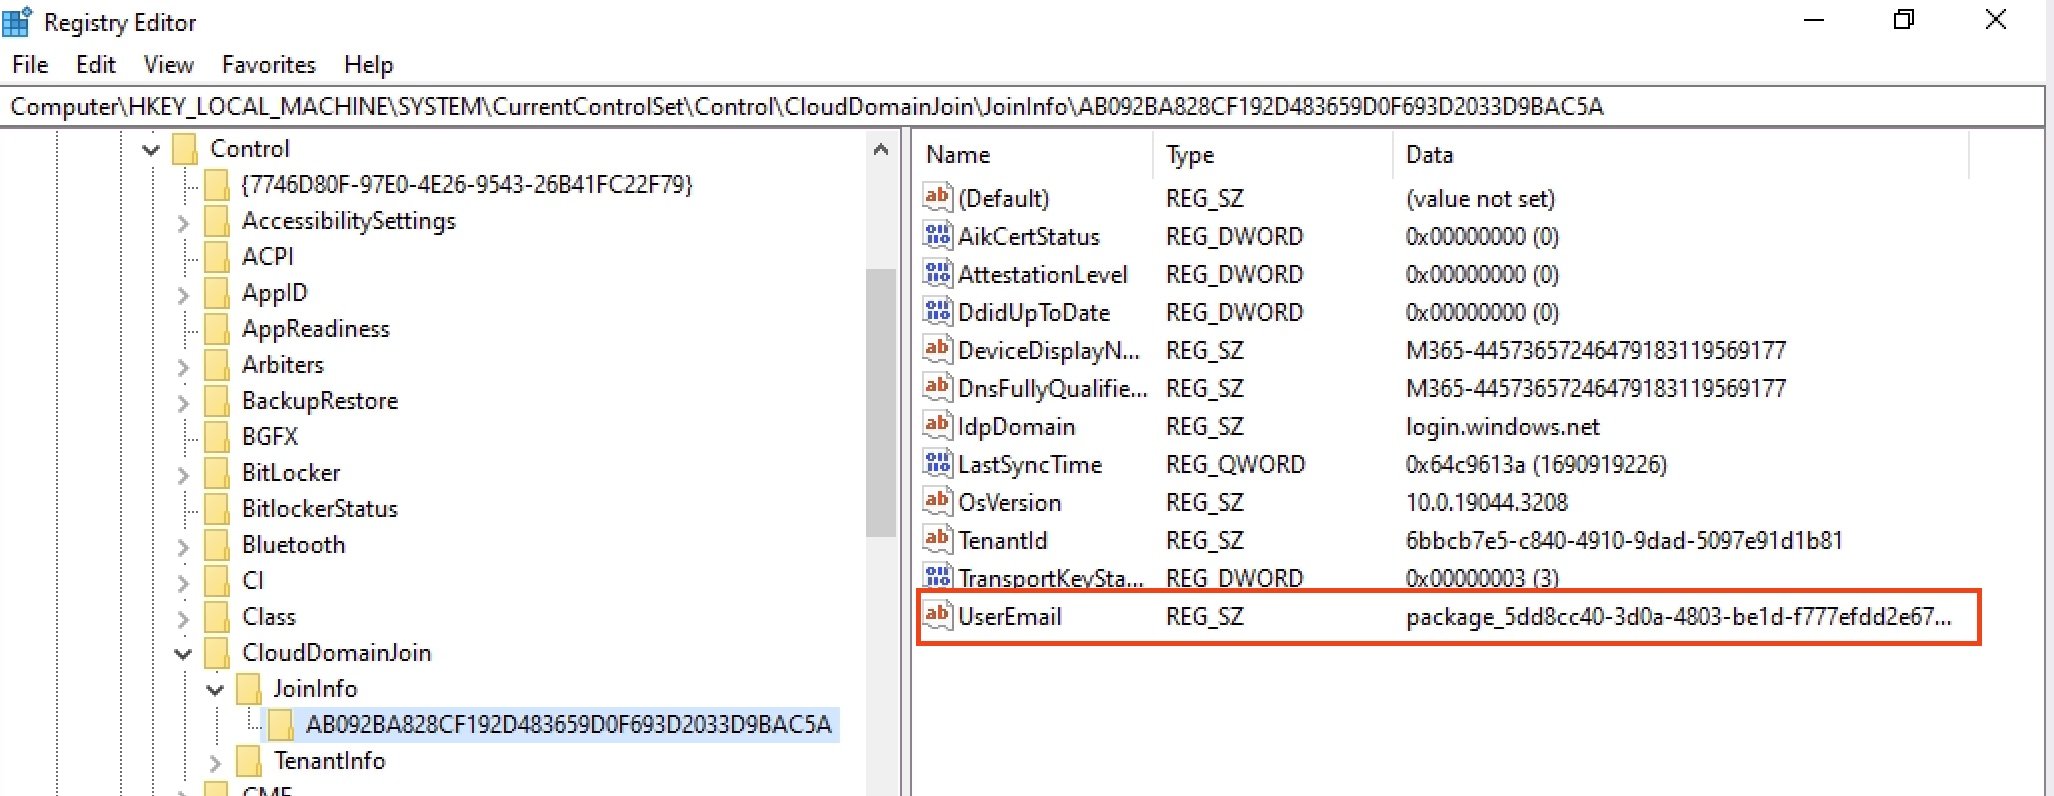 Registry Editor
File Edit View Favorites Help
Computer\HKEY_LOCAL_MACHINE\SYSTEM\CurrentControlSet\Control\CloudDomainJoin\JoinInfo\AB092BA828CF192D483659D0F693D2033D9BAC5A
Control
{7746D80F-97E0-4E26-9543-26B41FC22F79}
AccessibilitySettings
ACPI
AppID
AppReadiness
Arbiters
BackupRestore
BGFX
BitLocker
BitlockerStatus
Bluetooth
CI
Class
CloudDomainJoin
JoinInfo
AB092BA828CF192D483659D0F693D2033D9BAC5A
TenantInfo
CMF
Name Type Data
(Default) REG_SZ (value not set)
AikCertStatus REG_DWORD 0x00000000 (0)
AttestationLevel REG_DWORD 0x00000000 (0)
DdidUpToDate REG_DWORD 0x00000000 (0)
DeviceDisplayN... REG_SZ M365-44573657246479183119569177
DnsFullyQualifie... REG_SZ M365-44573657246479183119569177
IdpDomain REG_SZ login.windows.net
LastSyncTime REG_QWORD 0x64c9613a (1690919226)
OsVersion REG_SZ 10.0.19044.3208
TenantId REG_SZ 6bbcb7e5-c840-4910-9dad-5097e91d1b81
TransportKeySta... REG_DWORD 0x00000003 (3)
UserEmail REG_SZ package_5dd8cc40-3d0a-4803-be1d-f777efdd2e67...